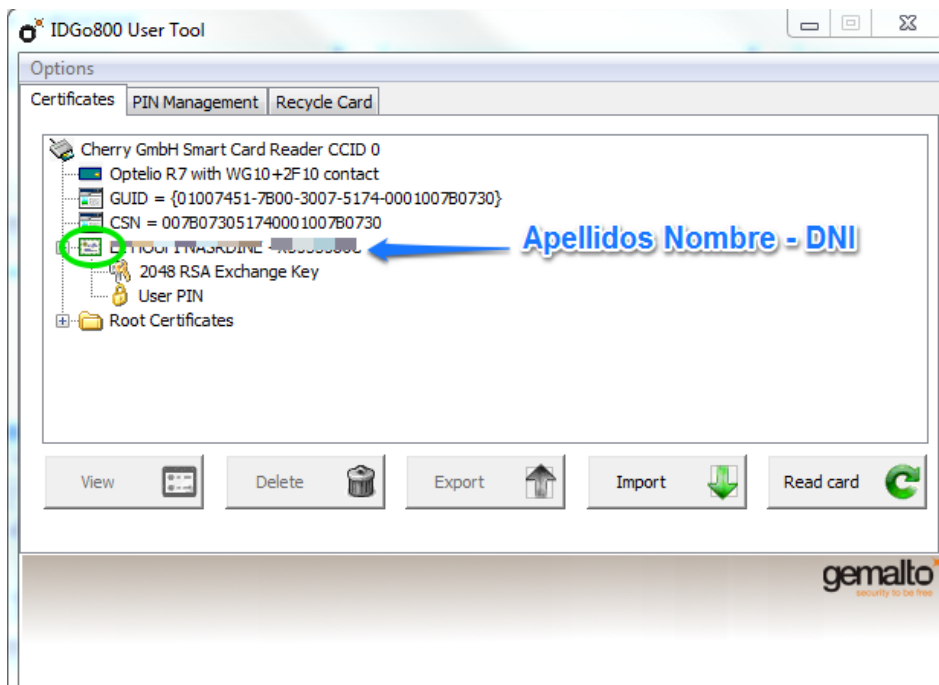 IDGo800 User Tool
Options
Certificates PIN Management Recycle Card
Cherry GmbH Smart Card Reader CCID 0
Optelio R7 with WG10+2F10 contact
GUID = {01007451-7B00-3007-5174-0001007B0730}
CSN = 007B073051740001007B0730
Apellidos Nombre - DNI
2048 RSA Exchange Key
User PIN
Root Certificates
View Delete Export Import Read card
gemalto
security to be free